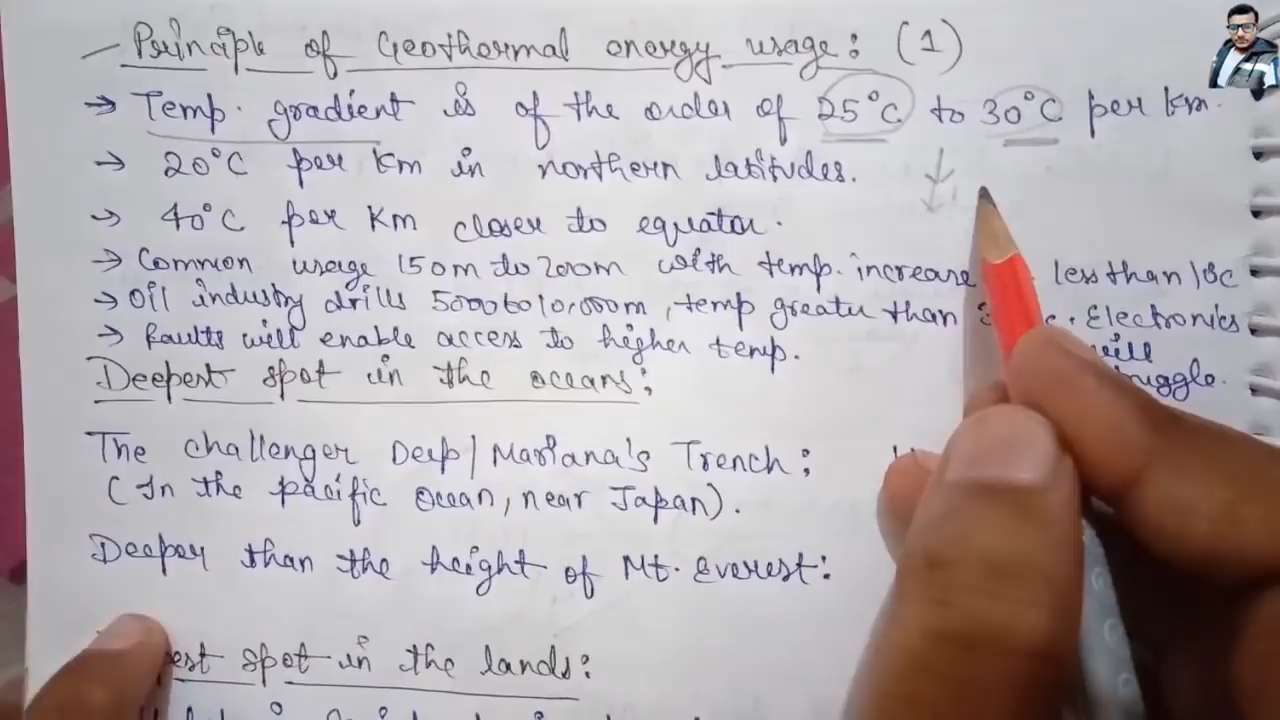 Principle of Geothermal energy usage: (1)
→ Temp. gradient is of the order of 25°C to 30°C per km.
→ 20°C per km in northern latitudes.
→ 40°C per km closer to equator.
→ Common usage 150m to 200m with temp. increase less than 10c
→ Oil industry drills 5000 to 10,000m, temp greater than . Electronics will
→ Faults will enable access to higher temp.
Deepest spot in the oceans:
The challenger Deep/Mariana's Trench:
(In the pacific Ocean, near Japan).
Deeper than the height of Mt. Everest:
spot in the lands: